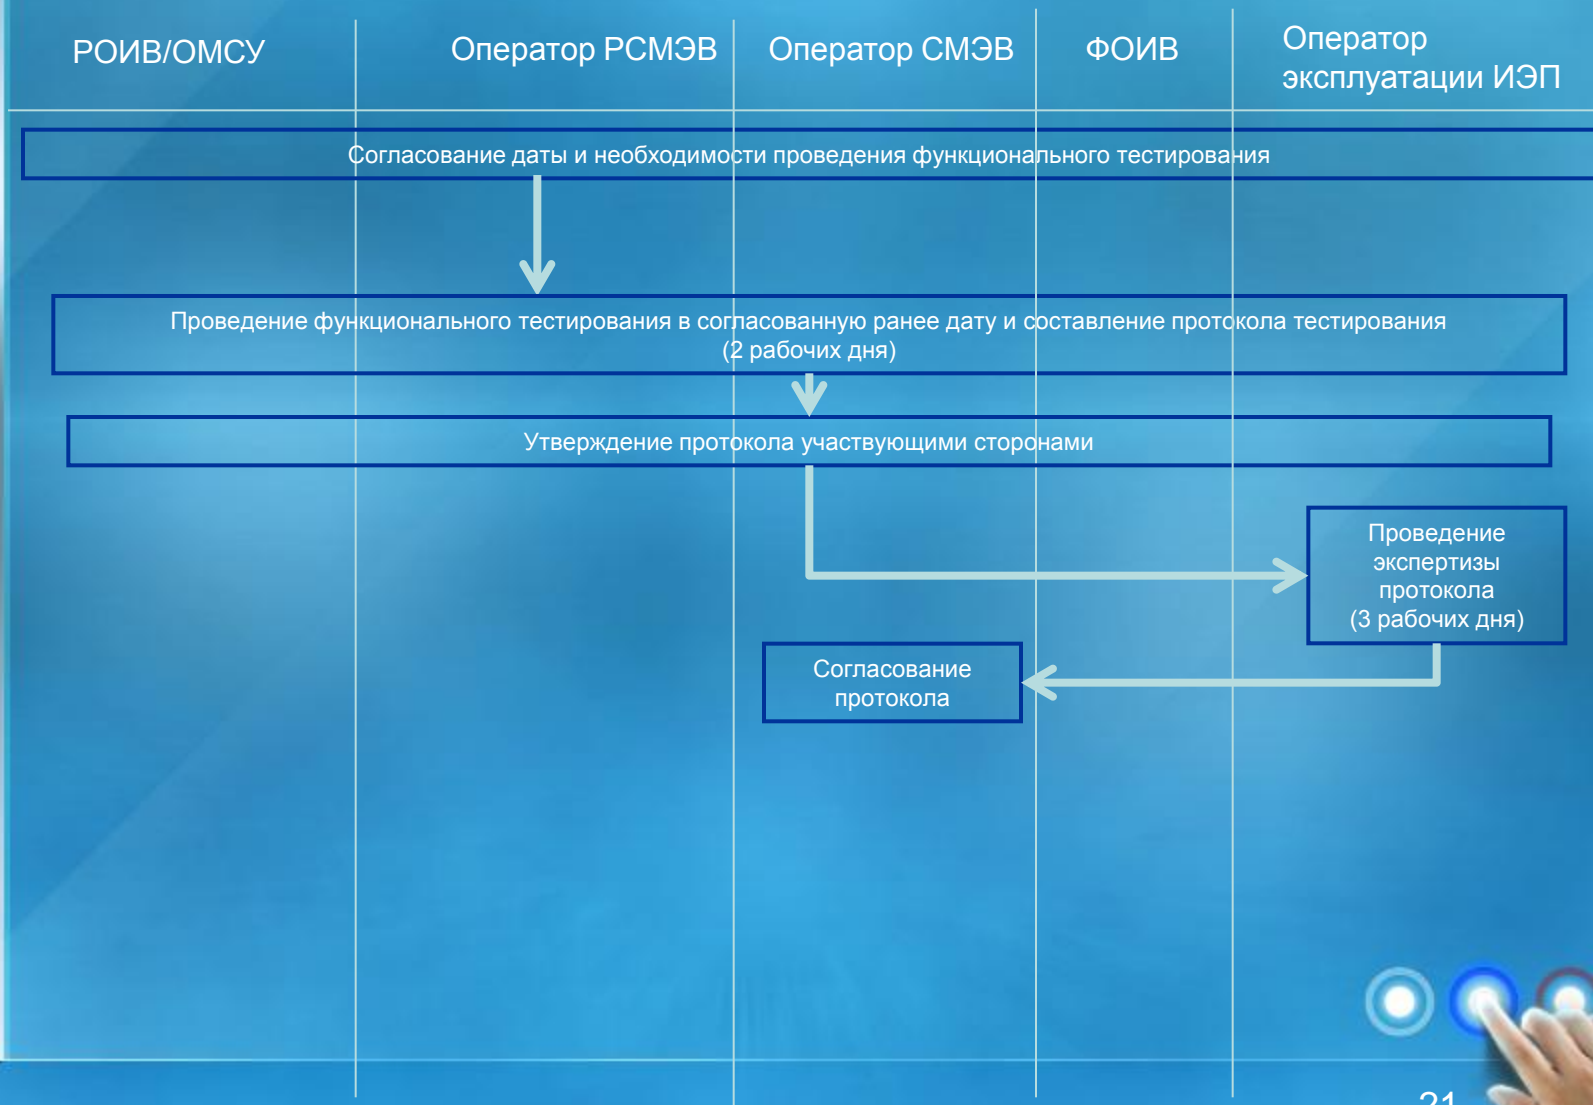 РОИВ/ОМСУ
Оператор РСМЭВ
Оператор СМЭВ
ФОИВ
Оператор
эксплуатации ИЭП
Согласование даты и необходимости проведения функционального тестирования
Проведение функционального тестирования в согласованную ранее дату и составление протокола тестирования
(2 рабочих дня)
Утверждение протокола участвующими сторонами
Проведение
экспертизы
протокола
(3 рабочих дня)
Согласование
протокола
21